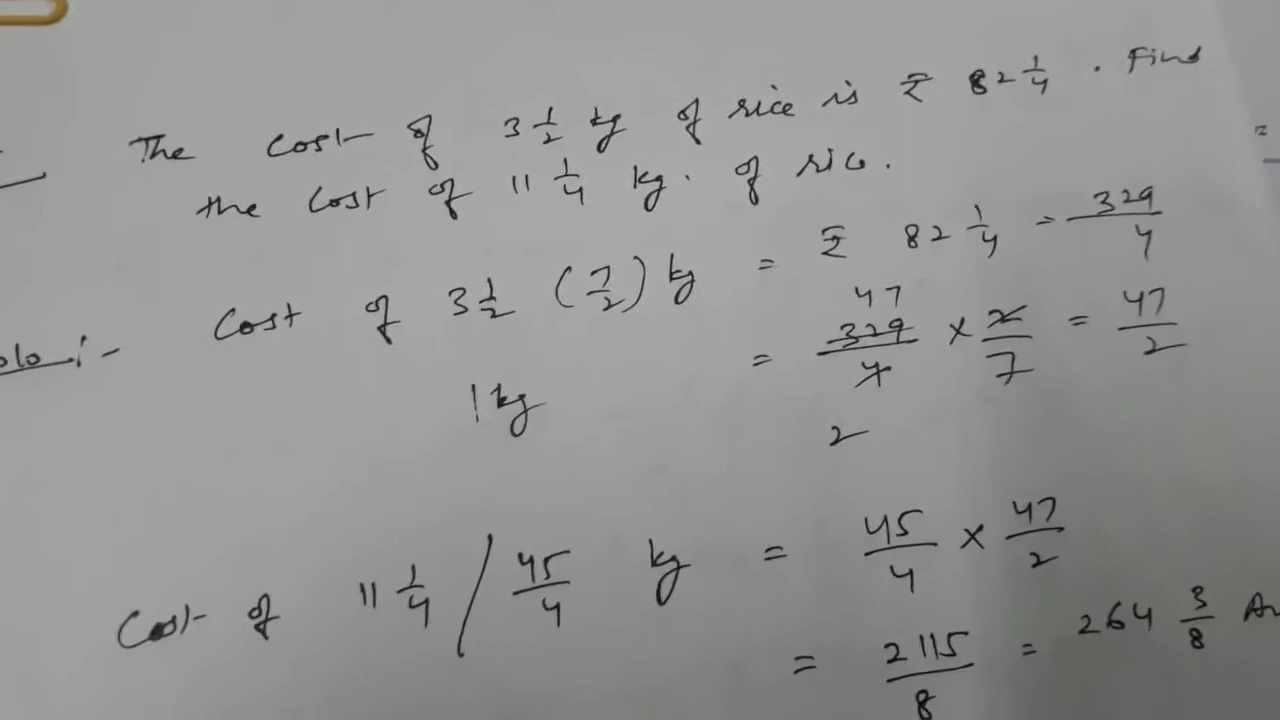 The cost of 3 1/2 kg of rice is ₹ 82 1/4 . Find
the cost of 11 1/4 kg. of rice.
Cost of 3 1/2 (7/2) kg = ₹ 82 1/4 = 329/4
1 kg = 329/4 × 2/7 = 47/2
47
2
Cost of 11 1/4 / 45/4 kg = 45/4 × 47/2
= 2115/8 = 264 3/8